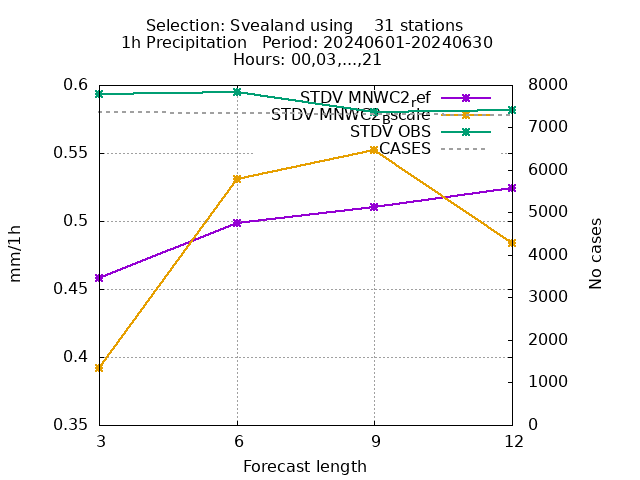 Selection: Svealand using 31 stations
1h Precipitation Period: 20240601-20240630
Hours: 00,03,...,21
0.6
0.55
0.5
0.45
0.4
0.35
mm/1h
8000
7000
6000
5000
4000
3000
2000
1000
0
No cases
STDV MNWC2ref
STDV MNWC2Bscale
STDV OBS
CASES
3 6 9 12
Forecast length